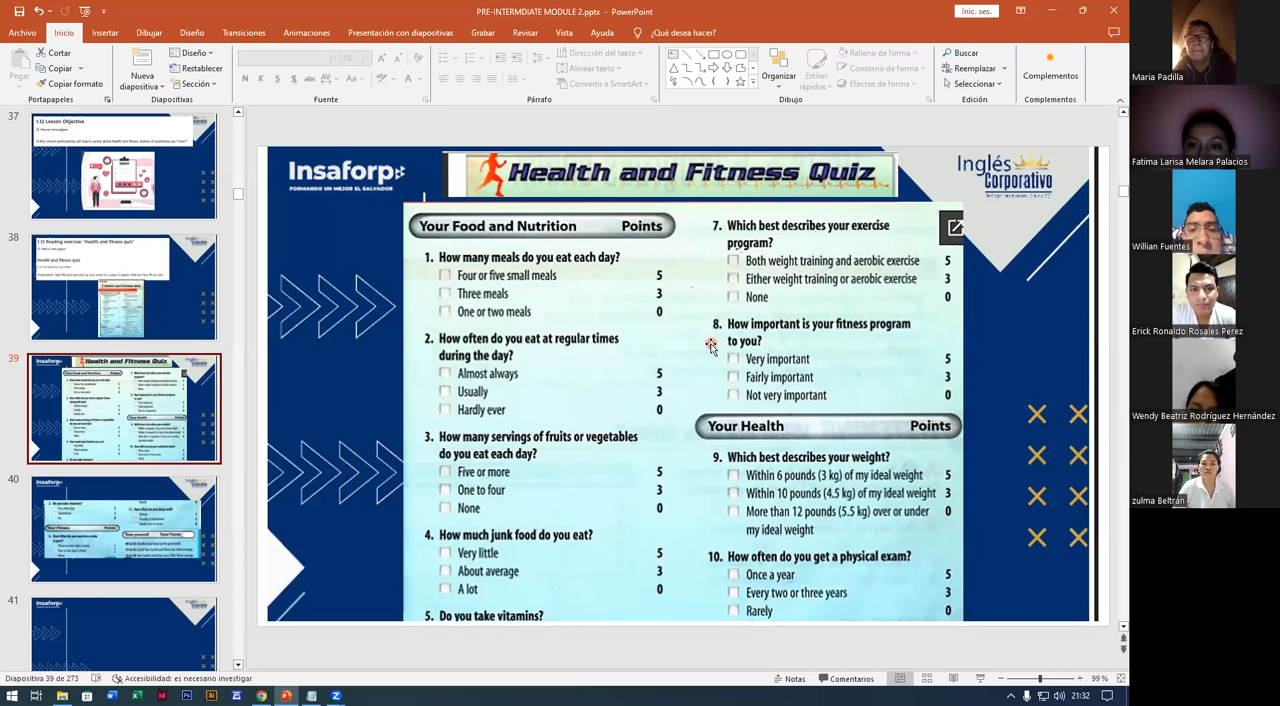 PRE-INTERMDIATE MODULE 2.pptx - PowerPoint
Inic. ses.
Archivo Inicio Insertar Dibujar Diseño Transiciones Animaciones Presentación con diapositivas Grabar Revisar Vista Ayuda ¿Qué desea hacer?
Pegar
Cortar
Copiar
Copiar formato
Portapapeles
Nueva
diapositiva
Diseño
Restablecer
Sección
Diapositivas
10
N K S S abc AV Aa
Fuente
Dirección del texto
Alinear texto
Convertir a SmartArt
Párrafo
Organizar
Estilos
rápidos
Relleno de forma
Contorno de forma
Efectos de forma
Dibujo
Buscar
Reemplazar
Seleccionar
Edición
Complementos
Complementos
37
1.12 Lesson Objective
38
1.13 Reading exercise: "Health and fitness quiz"
Health and fitness quiz
39
Insaforp
Health and Fitness Quiz
40
Insaforp
41
Insaforp
Insaforp
FORMANDO UN MEJOR EL SALVADOR
Health and Fitness Quiz
Inglés
Corporativo
Your Food and Nutrition Points
1. How many meals do you eat each day?
Four or five small meals 5
Three meals 3
One or two meals 0
2. How often do you eat at regular times
during the day?
Almost always 5
Usually 3
Hardly ever 0
3. How many servings of fruits or vegetables
do you eat each day?
Five or more 5
One to four 3
None 0
4. How much junk food do you eat?
Very little 5
About average 3
A lot 0
5. Do you take vitamins?
7. Which best describes your exercise
program?
Both weight training and aerobic exercise 5
Either weight training or aerobic exercise 3
None 0
8. How important is your fitness program
to you?
Very important 5
Fairly important 3
Not very important 0
Your Health Points
9. Which best describes your weight?
Within 6 pounds (3 kg) of my ideal weight 5
Within 10 pounds (4.5 kg) of my ideal weight 3
More than 12 pounds (5.5 kg) over or under 0
my ideal weight
10. How often do you get a physical exam?
Once a year 5
Every two or three years 3
Rarely 0
Maria Padilla
Fatima Larisa Melara Palacios
Willian Fuentes
Erick Ronaldo Rosales Pérez
Wendy Beatriz Rodríguez Hernández
zulma Beltrán
Diapositiva 39 de 273
Accesibilidad: es necesario investigar
Notas
Comentarios
99 %
21:32